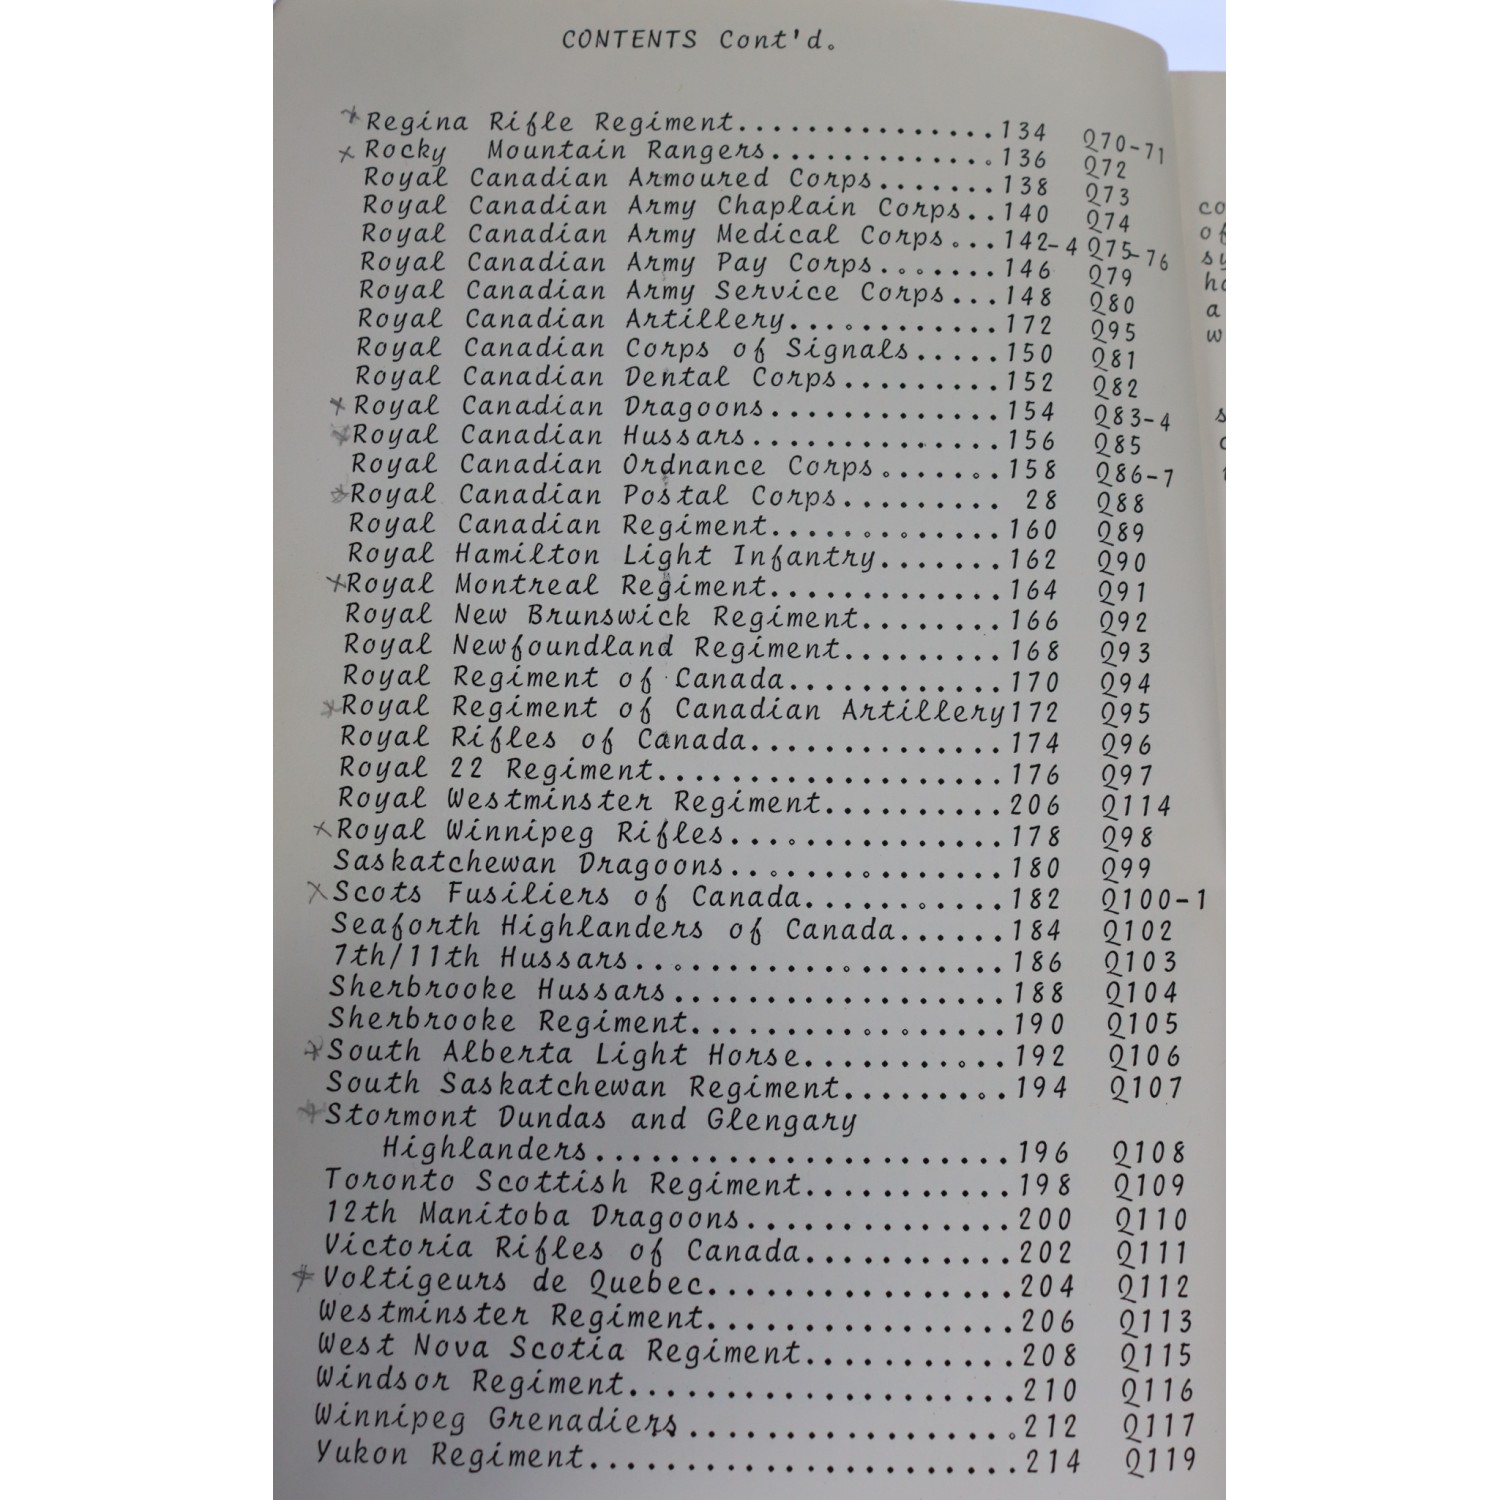 CONTENTS Cont'd.
Regina Rifle Regiment...............134 Q70-71
Rocky Mountain Rangers.............136 Q72
Royal Canadian Armoured Corps.......138 Q73
Royal Canadian Army Chaplain Corps..140 Q74
Royal Canadian Army Medical Corps...142-4 Q75-76
Royal Canadian Army Pay Corps.......146 Q79
Royal Canadian Army Service Corps...148 Q80
Royal Canadian Artillery...........172 Q95
Royal Canadian Corps of Signals.....150 Q81
Royal Canadian Dental Corps.........152 Q82
Royal Canadian Dragoons............154 Q83-4
Royal Canadian Hussars.............156 Q85
Royal Canadian Ordnance Corps.......158 Q86-7
Royal Canadian Postal Corps......... 28 Q88
Royal Canadian Regiment............160 Q89
Royal Hamilton Light Infantry.......162 Q90
Royal Montreal Regiment............164 Q91
Royal New Brunswick Regiment........166 Q92
Royal Newfoundland Regiment.........168 Q93
Royal Regiment of Canada...........170 Q94
Royal Regiment of Canadian Artillery172 Q95
Royal Rifles of Canada..............174 Q96
Royal 22 Regiment..................176 Q97
Royal Westminster Regiment..........206 Q114
Royal Winnipeg Rifles...............178 Q98
Saskatchewan Dragoons...............180 Q99
Scots Fusiliers of Canada...........182 Q100-1
Seaforth Highlanders of Canada......184 Q102
7th/11th Hussars....................186 Q103
Sherbrooke Hussars..................188 Q104
Sherbrooke Regiment.................190 Q105
South Alberta Light Horse...........192 Q106
South Saskatchewan Regiment.........194 Q107
Stormont Dundas and Glengary
Highlanders......................196 Q108
Toronto Scottish Regiment...........198 Q109
12th Manitoba Dragoons..............200 Q110
Victoria Rifles of Canada...........202 Q111
Voltigeurs de Quebec................204 Q112
Westminster Regiment................206 Q113
West Nova Scotia Regiment...........208 Q115
Windsor Regiment.....................210 Q116
Winnipeg Grenadiers..................212 Q117
Yukon Regiment.......................214 Q119